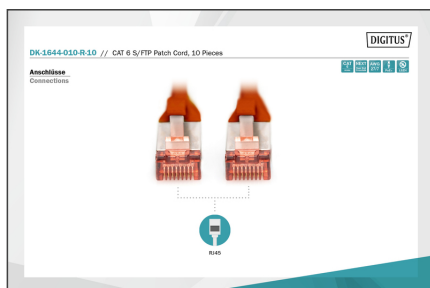 DIGITUS®
DK-1644-010-R-10 // CAT 6 S/FTP Patch Cord, 10 Pieces
Anschlüsse
Connections
RJ45